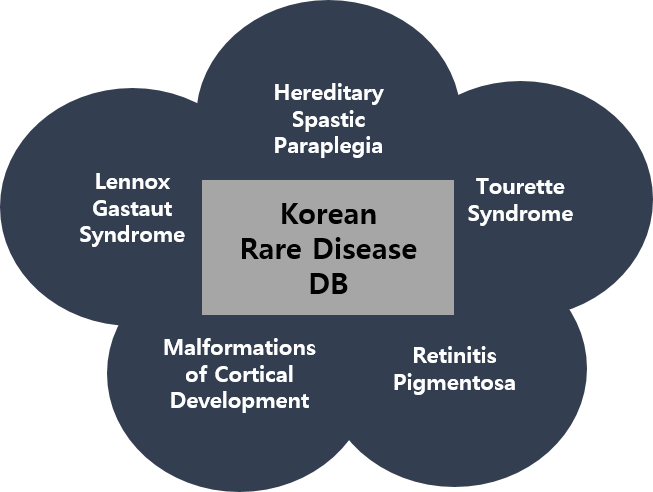 Hereditary
Spastic
Paraplegia
Lennox
Gastaut
Syndrome
Tourette
Syndrome
Korean
Rare Disease
DB
Malformations
of Cortical
Development
Retinitis
Pigmentosa